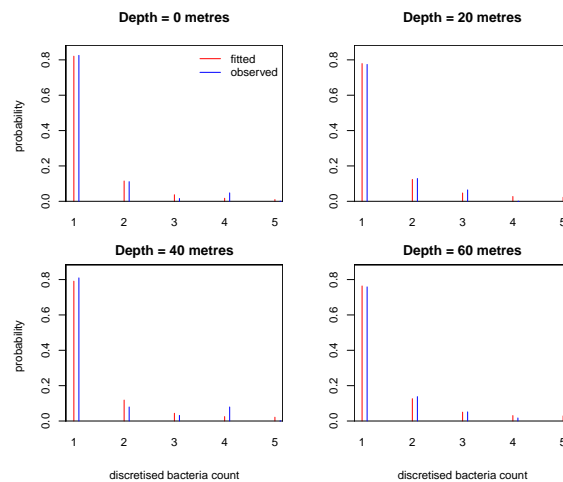 Depth = 0 metres
Depth = 20 metres
fitted
observed
probability
0.0 0.2 0.4 0.6 0.8
0.0 0.2 0.4 0.6 0.8
1 2 3 4 5
1 2 3 4 5
Depth = 40 metres
Depth = 60 metres
probability
0.0 0.2 0.4 0.6 0.8
0.0 0.2 0.4 0.6 0.8
1 2 3 4 5
1 2 3 4 5
discretised bacteria count
discretised bacteria count